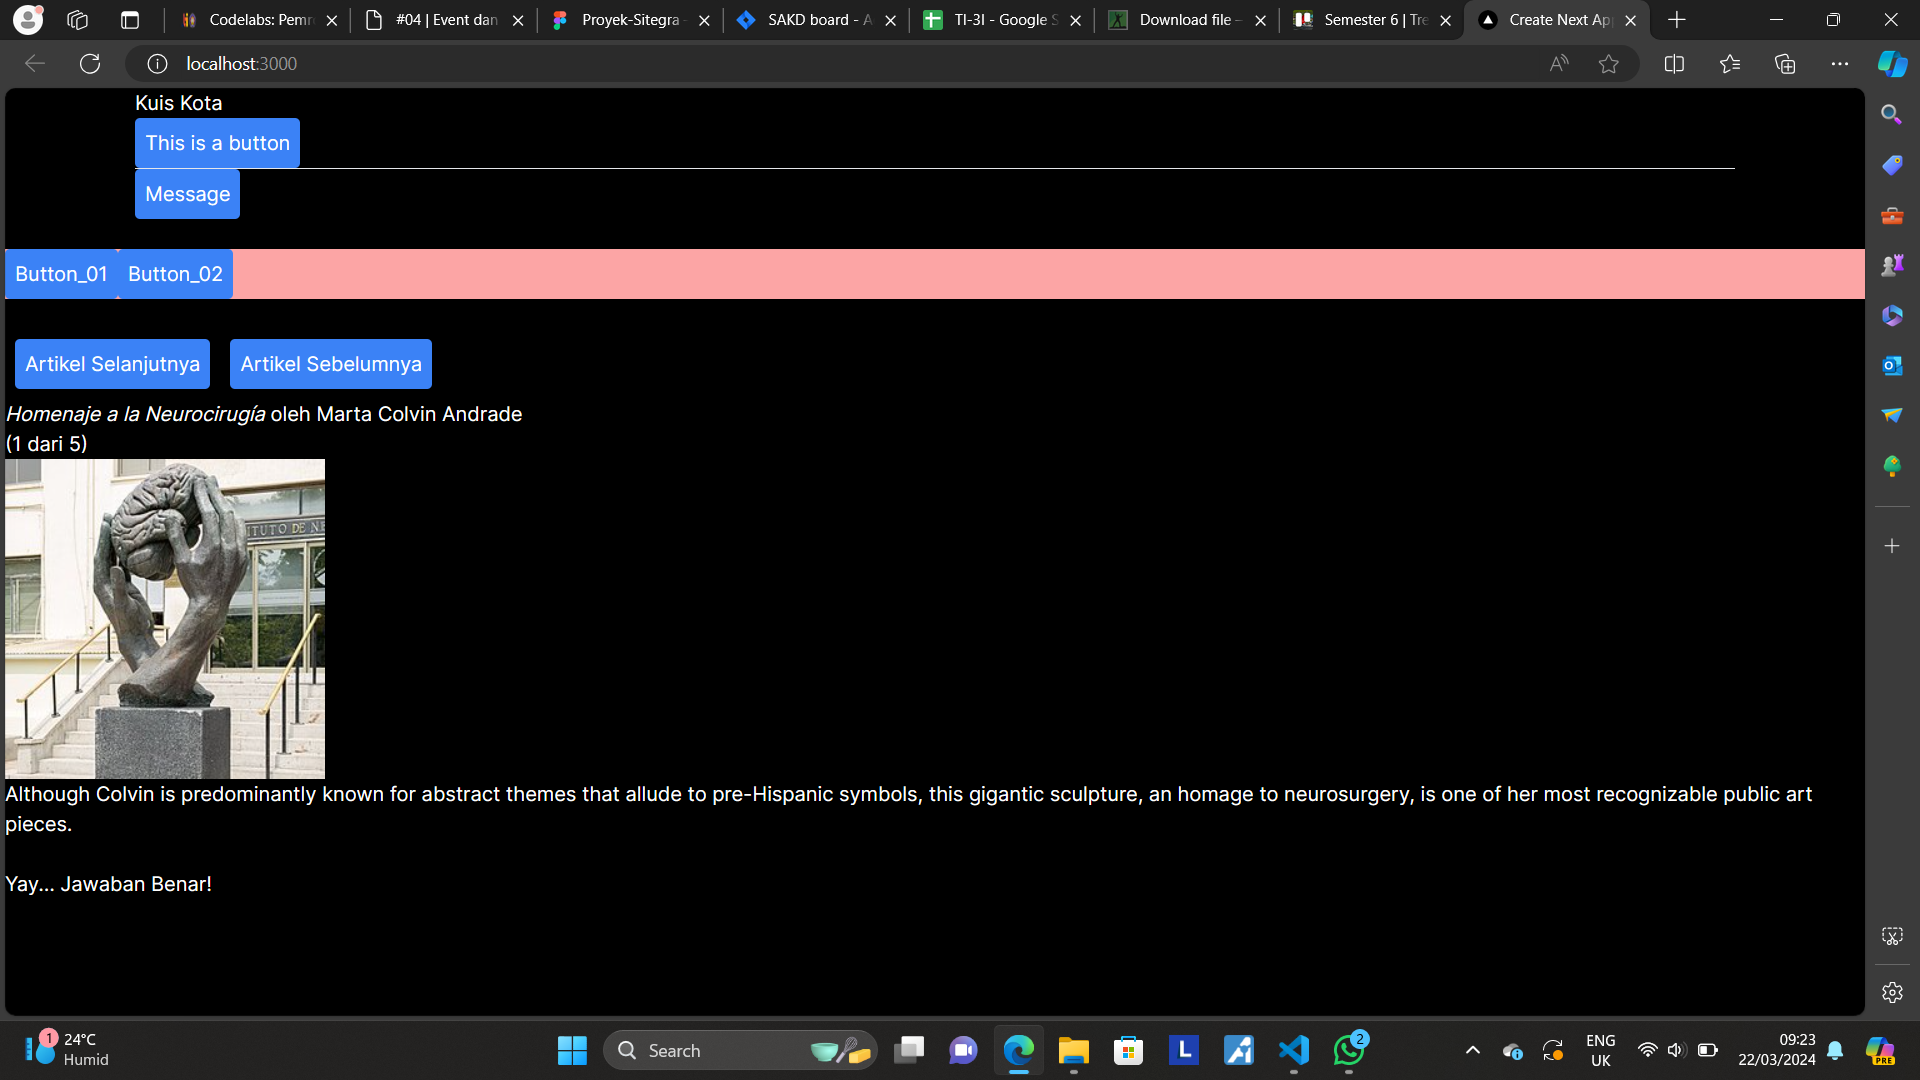 Codelabs: Pemr
#04 | Event dan
Proyek-Sitegra
SAKD board - A
TI-3I - Google S
Download file –
Semester 6 | Tre
Create Next App
localhost:3000
Kuis Kota
This is a button
Message
Button_01
Button_02
Artikel Selanjutnya
Artikel Sebelumnya
Homenaje a la Neurocirugía oleh Marta Colvin Andrade
(1 dari 5)
ITUTO DE NE
Although Colvin is predominantly known for abstract themes that allude to pre-Hispanic symbols, this gigantic sculpture, an homage to neurosurgery, is one of her most recognizable public art
pieces.
Yay... Jawaban Benar!
1
24°C
Humid
Search
L
2
ENG
UK
09:23
22/03/2024
PRE